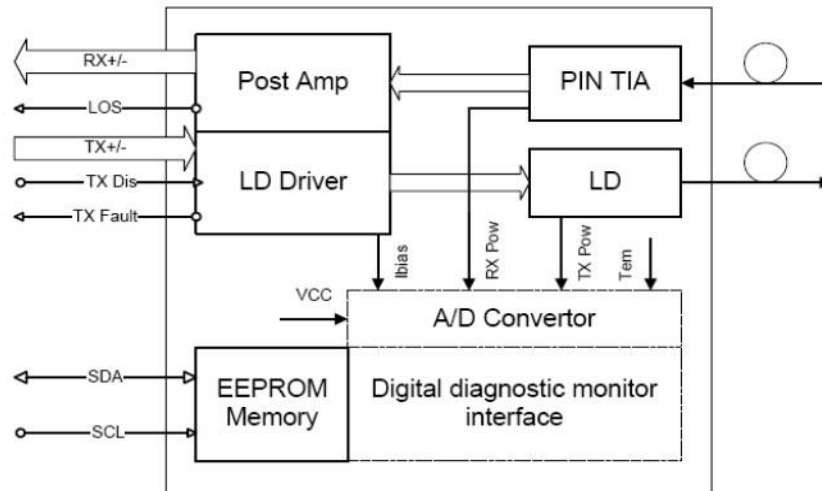 RX+/-
Post Amp
PIN TIA
LOS
TX+/-
LD Driver
LD
TX Dis
TX Fault
Ibias
RX Pow
TX Pow
Tem
VCC
A/D Convertor
SDA
EEPROM
Memory
Digital diagnostic monitor
interface
SCL